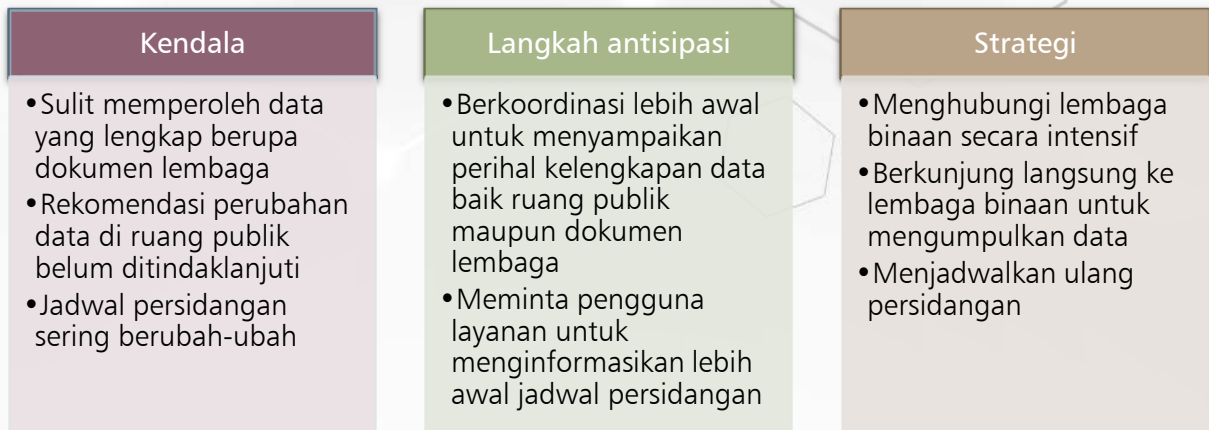 Kendala
•Sulit memperoleh data
yang lengkap berupa
dokumen lembaga
•Rekomendasi perubahan
data di ruang publik
belum ditindaklanjuti
•Jadwal persidangan
sering berubah-ubah
Langkah antisipasi
•Berkoordinasi lebih awal
untuk menyampaikan
perihal kelengkapan data
baik ruang publik
maupun dokumen
lembaga
•Meminta pengguna
layanan untuk
menginformasikan lebih
awal jadwal persidangan
Strategi
•Menghubungi lembaga
binaan secara intensif
•Berkunjung langsung ke
lembaga binaan untuk
mengumpulkan data
•Menjadwalkan ulang
persidangan